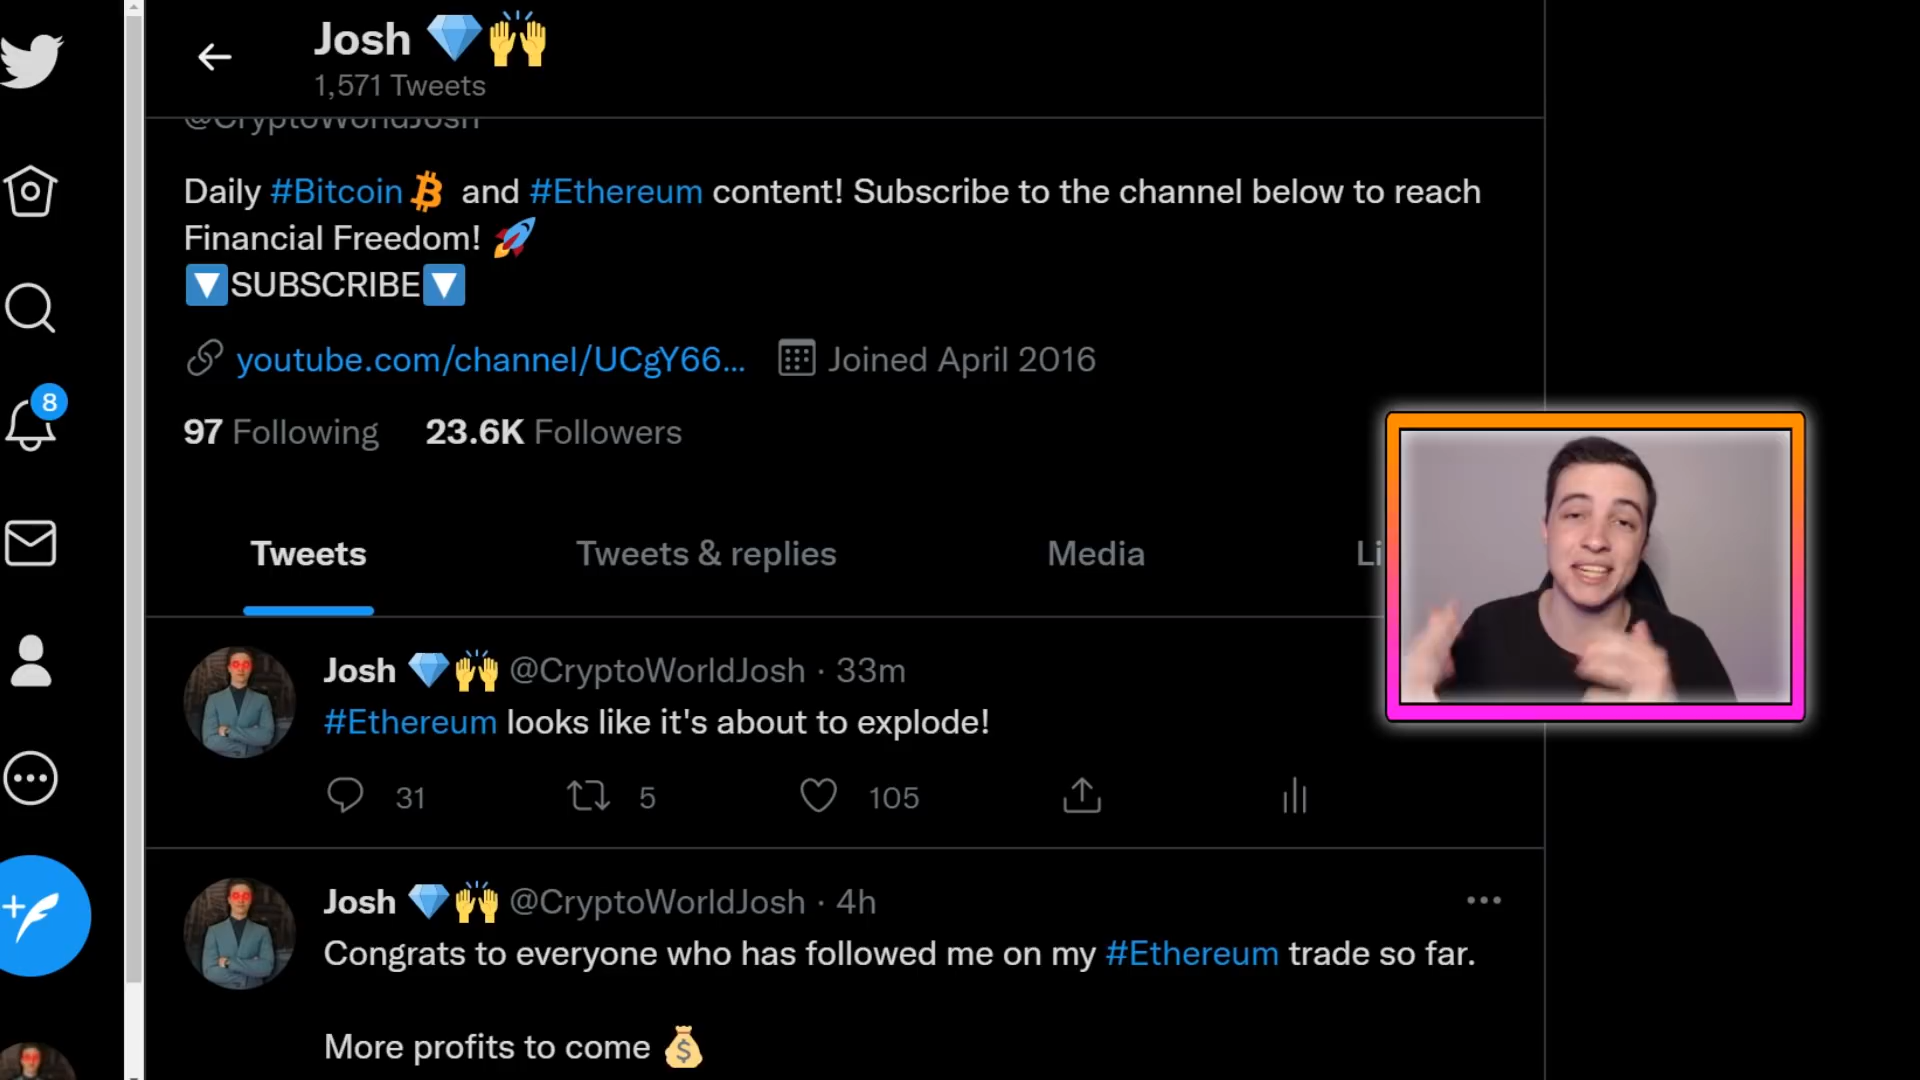 Josh 💎🙌
1,571 Tweets
@CryptoWorldJosh
Daily #Bitcoin and #Ethereum content! Subscribe to the channel below to reach
Financial Freedom! 🚀
🔽SUBSCRIBE🔽
youtube.com/channel/UCgY66... Joined April 2016
97 Following 23.6K Followers
8
Tweets Tweets & replies Media Li
Josh 💎🙌 @CryptoWorldJosh · 33m
#Ethereum looks like it's about to explode!
31 5 105
Josh 💎🙌 @CryptoWorldJosh · 4h
Congrats to everyone who has followed me on my #Ethereum trade so far.
More profits to come 💰